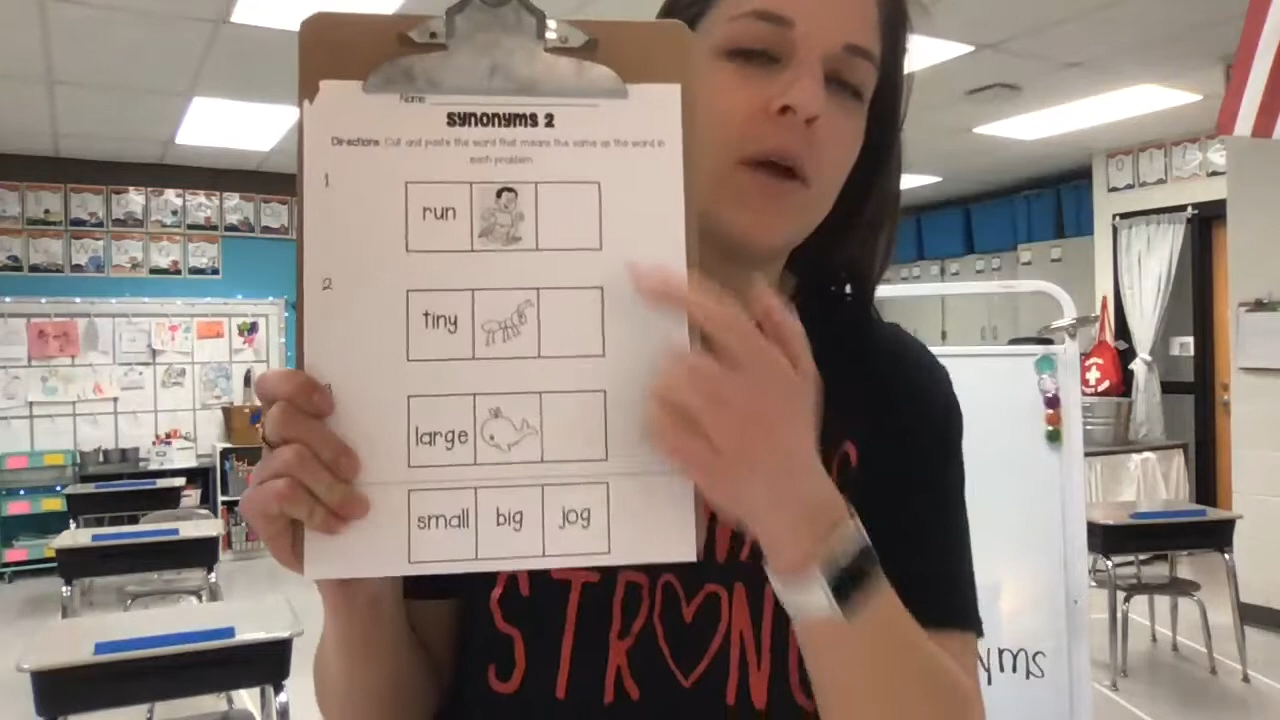 Name
Synonyms 2
Directions: Cut and paste the word that means the same as the word in
each problem.
1
run
2
tiny
3
large
small big jog
STRONG
yms